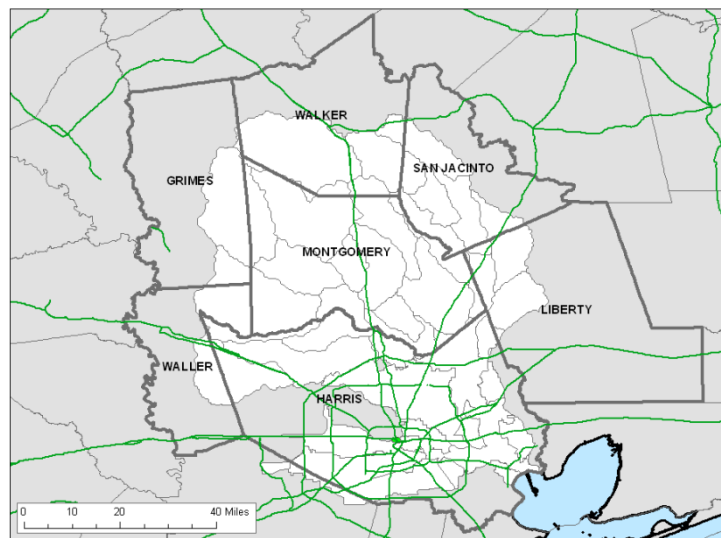 WALKER
SAN JACINTO
GRIMES
MONTGOMERY
LIBERTY
WALLER
HARRIS
0 10 20 40 Miles